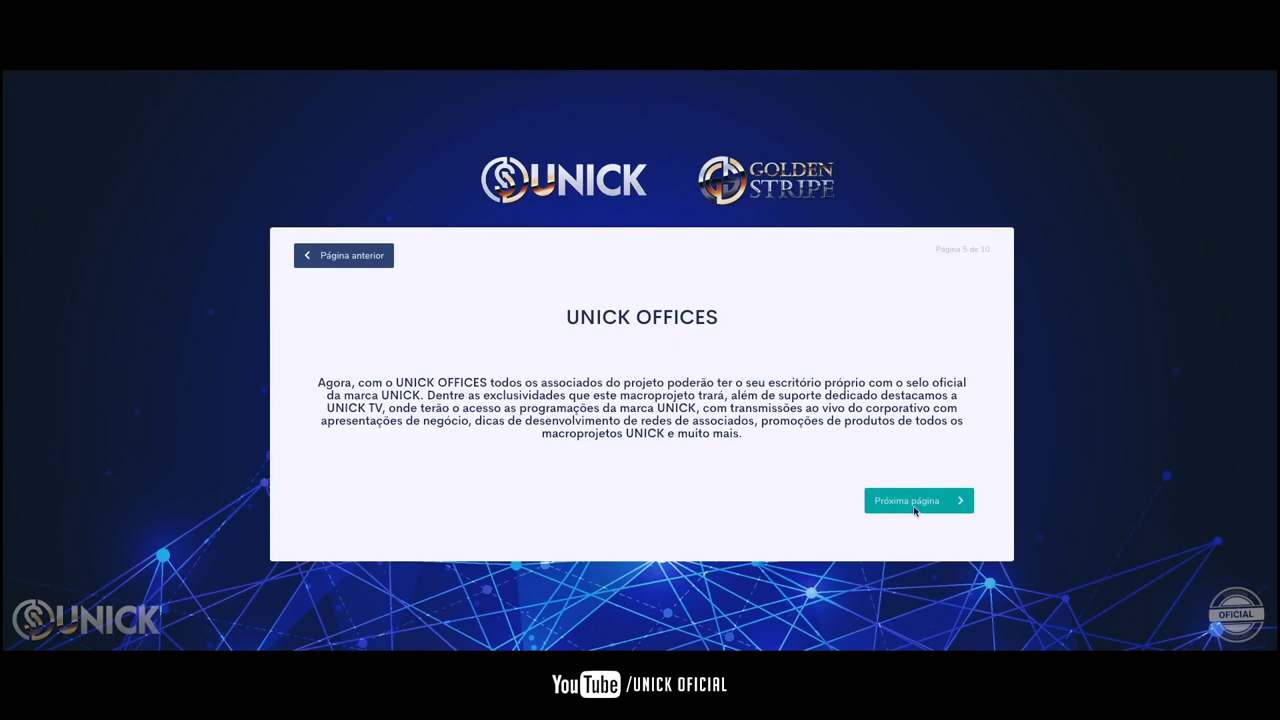 UNICK
GOLDEN
STRIPE
Página anterior
Página 5 de 10
UNICK OFFICES
Agora, com o UNICK OFFICES todos os associados do projeto poderão ter o seu escritório próprio com o selo oficial
da marca UNICK. Dentre as exclusividades que este macroprojeto trará, além de suporte dedicado destacamos a
UNICK TV, onde terão o acesso as programações da marca UNICK, com transmissões ao vivo do corporativo com
apresentações de negócio, dicas de desenvolvimento de redes de associados, promoções de produtos de todos os
macroprojetos UNICK e muito mais.
Próxima página
UNICK
OFICIAL
YouTube /UNICK OFICIAL